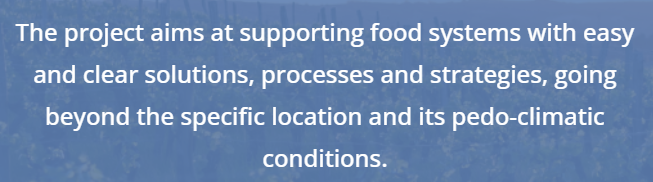 The project aims at supporting food systems with easy
and clear solutions, processes and strategies, going
beyond the specific location and its pedo-climatic
conditions.